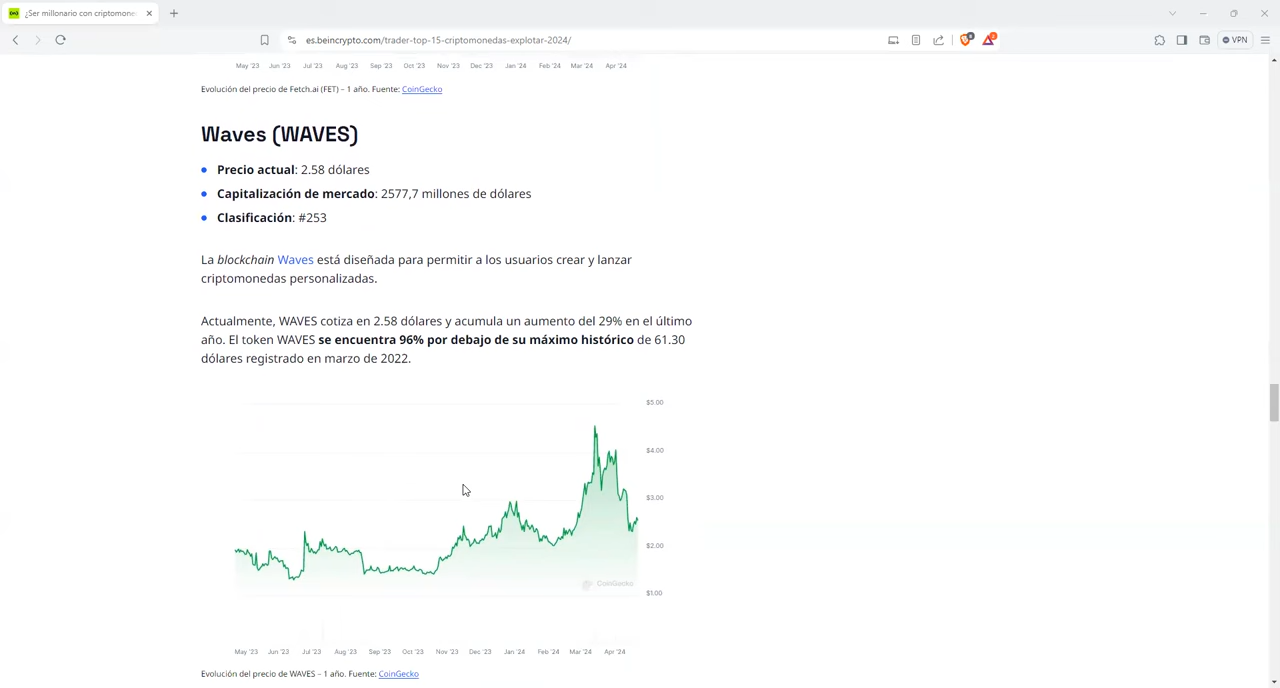 ¿Ser millonario con criptomone
es.beincrypto.com/trader-top-15-criptomonedas-explotar-2024/
VPN
May '23 Jun '23 Jul '23 Aug '23 Sep '23 Oct '23 Nov '23 Dec '23 Jan '24 Feb '24 Mar '24 Apr '24
Evolución del precio de Fetch.ai (FET) – 1 año. Fuente: CoinGecko
Waves (WAVES)
Precio actual: 2.58 dólares
Capitalización de mercado: 2577,7 millones de dólares
Clasificación: #253
La blockchain Waves está diseñada para permitir a los usuarios crear y lanzar
criptomonedas personalizadas.
Actualmente, WAVES cotiza en 2.58 dólares y acumula un aumento del 29% en el último
año. El token WAVES se encuentra 96% por debajo de su máximo histórico de 61.30
dólares registrado en marzo de 2022.
$5.00
$4.00
$3.00
$2.00
CoinGecko
$1.00
May '23 Jun '23 Jul '23 Aug '23 Sep '23 Oct '23 Nov '23 Dec '23 Jan '24 Feb '24 Mar '24 Apr '24
Evolución del precio de WAVES – 1 año. Fuente: CoinGecko